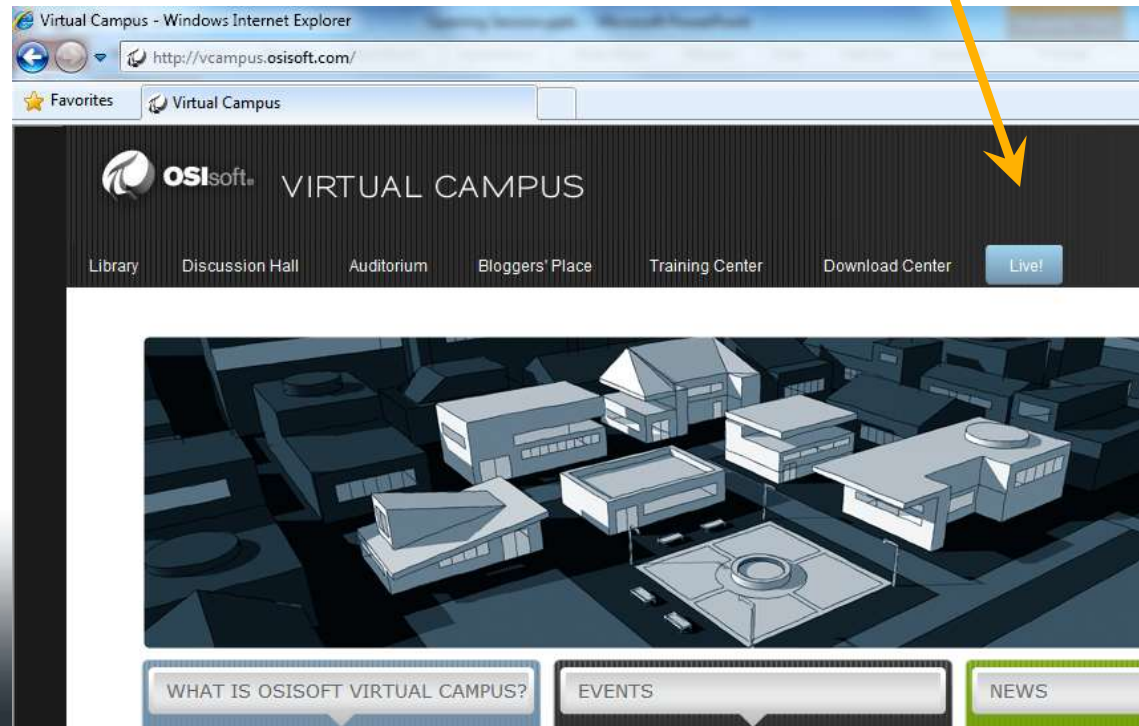 Virtual Campus - Windows Internet Explorer
http://vcampus.osisoft.com/
Favorites
Virtual Campus
OSIsoft. VIRTUAL CAMPUS
Library Discussion Hall Auditorium Bloggers' Place Training Center Download Center Live!
WHAT IS OSISOFT VIRTUAL CAMPUS?
EVENTS
NEWS